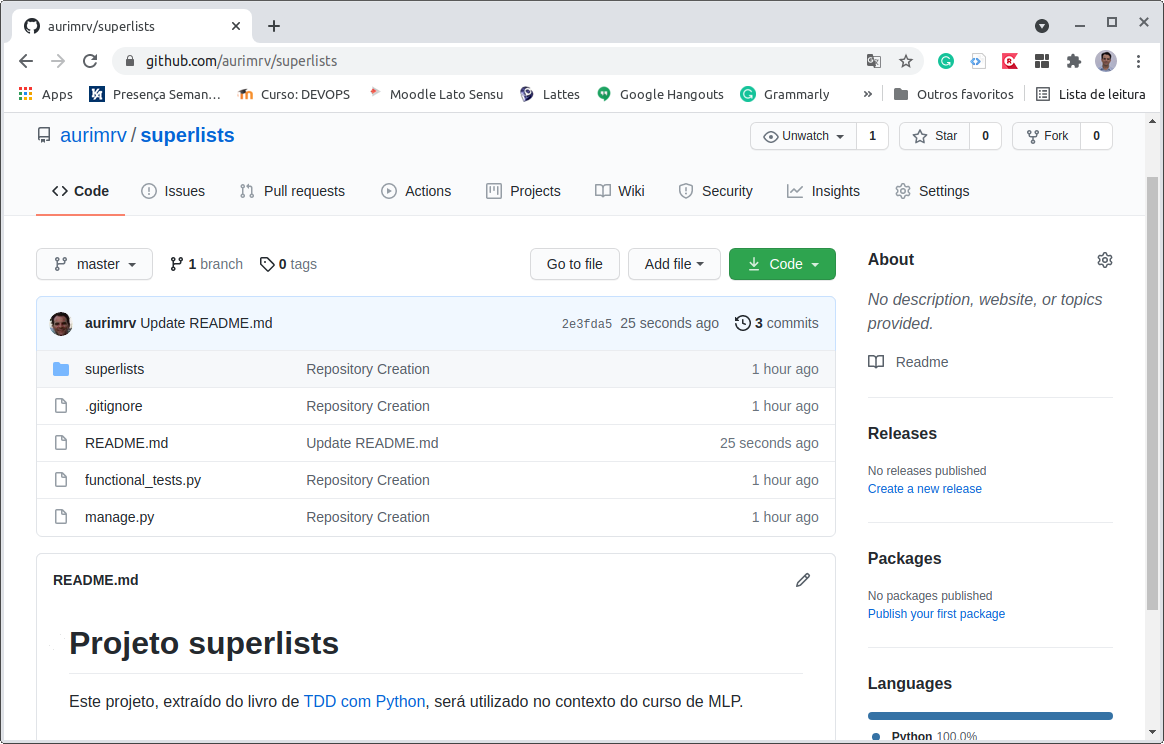 aurimrv/superlists
github.com/aurimrv/superlists
Apps Presença Seman... Curso: DEVOPS Moodle Lato Sensu Lattes Google Hangouts Grammarly » Outros favoritos Lista de leitura
aurimrv / superlists
Unwatch 1 Star 0 Fork 0
Code Issues Pull requests Actions Projects Wiki Security Insights Settings
master 1 branch 0 tags Go to file Add file Code
aurimrv Update README.md 2e3fda5 25 seconds ago 3 commits
superlists Repository Creation 1 hour ago
.gitignore Repository Creation 1 hour ago
README.md Update README.md 25 seconds ago
functional_tests.py Repository Creation 1 hour ago
manage.py Repository Creation 1 hour ago
README.md
Projeto superlists
Este projeto, extraído do livro de TDD com Python, será utilizado no contexto do curso de MLP.
About
No description, website, or topics
provided.
Readme
Releases
No releases published
Create a new release
Packages
No packages published
Publish your first package
Languages
Python 100.0%